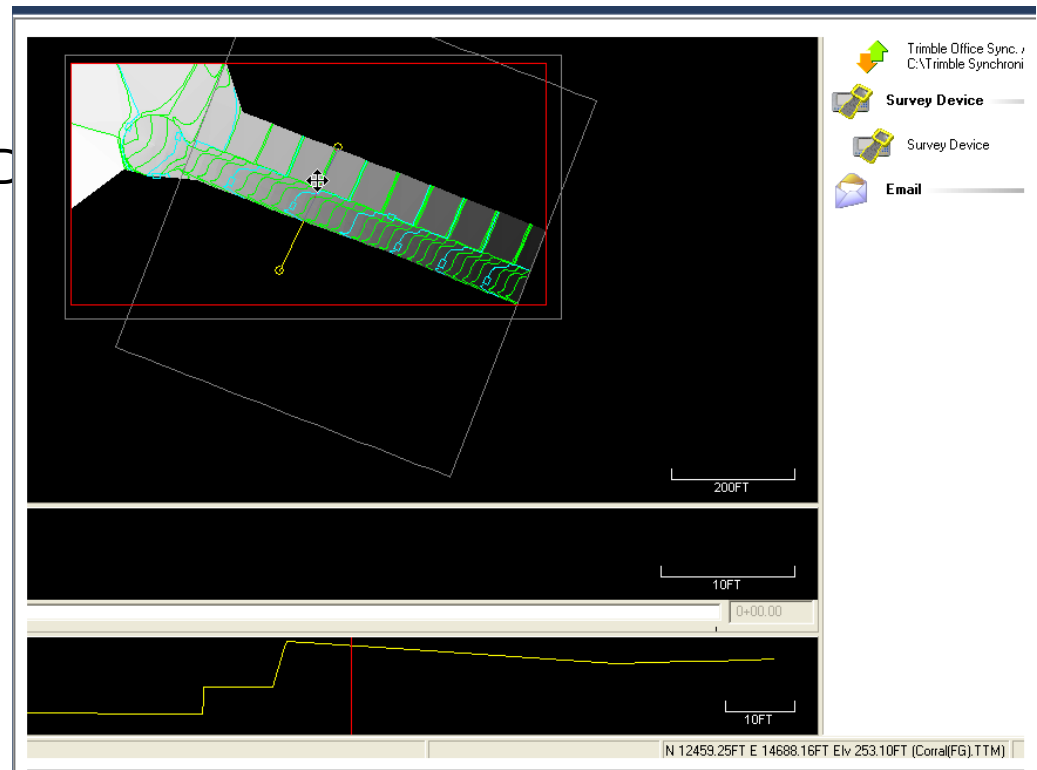 Trimble Office Sync.
C:\Trimble Synchroni
Survey Device
Survey Device
Email
200FT
10FT
0+00.00
10FT
N 12459.25FT E 14688.16FT Elv 253.10FT (Corral(FG).TTM)